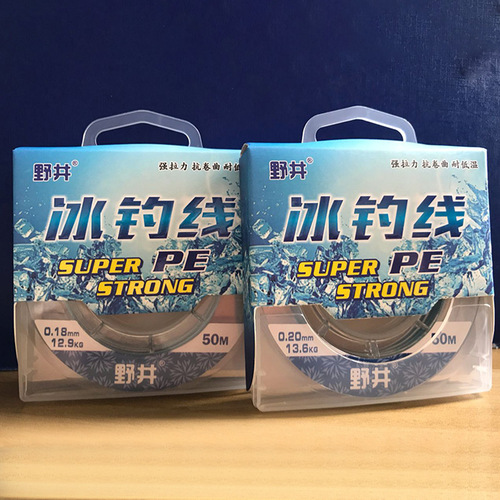 野井®
强拉力 抗卷曲 耐低
冰钓线
SUPER PE
STRONG
0.18mm
12.9KG
50M
野井
野井®
强拉力 抗卷曲 耐低温
冰钓线
SUPER PE
STRONG
0.20mm
13.6KG
50M
野井